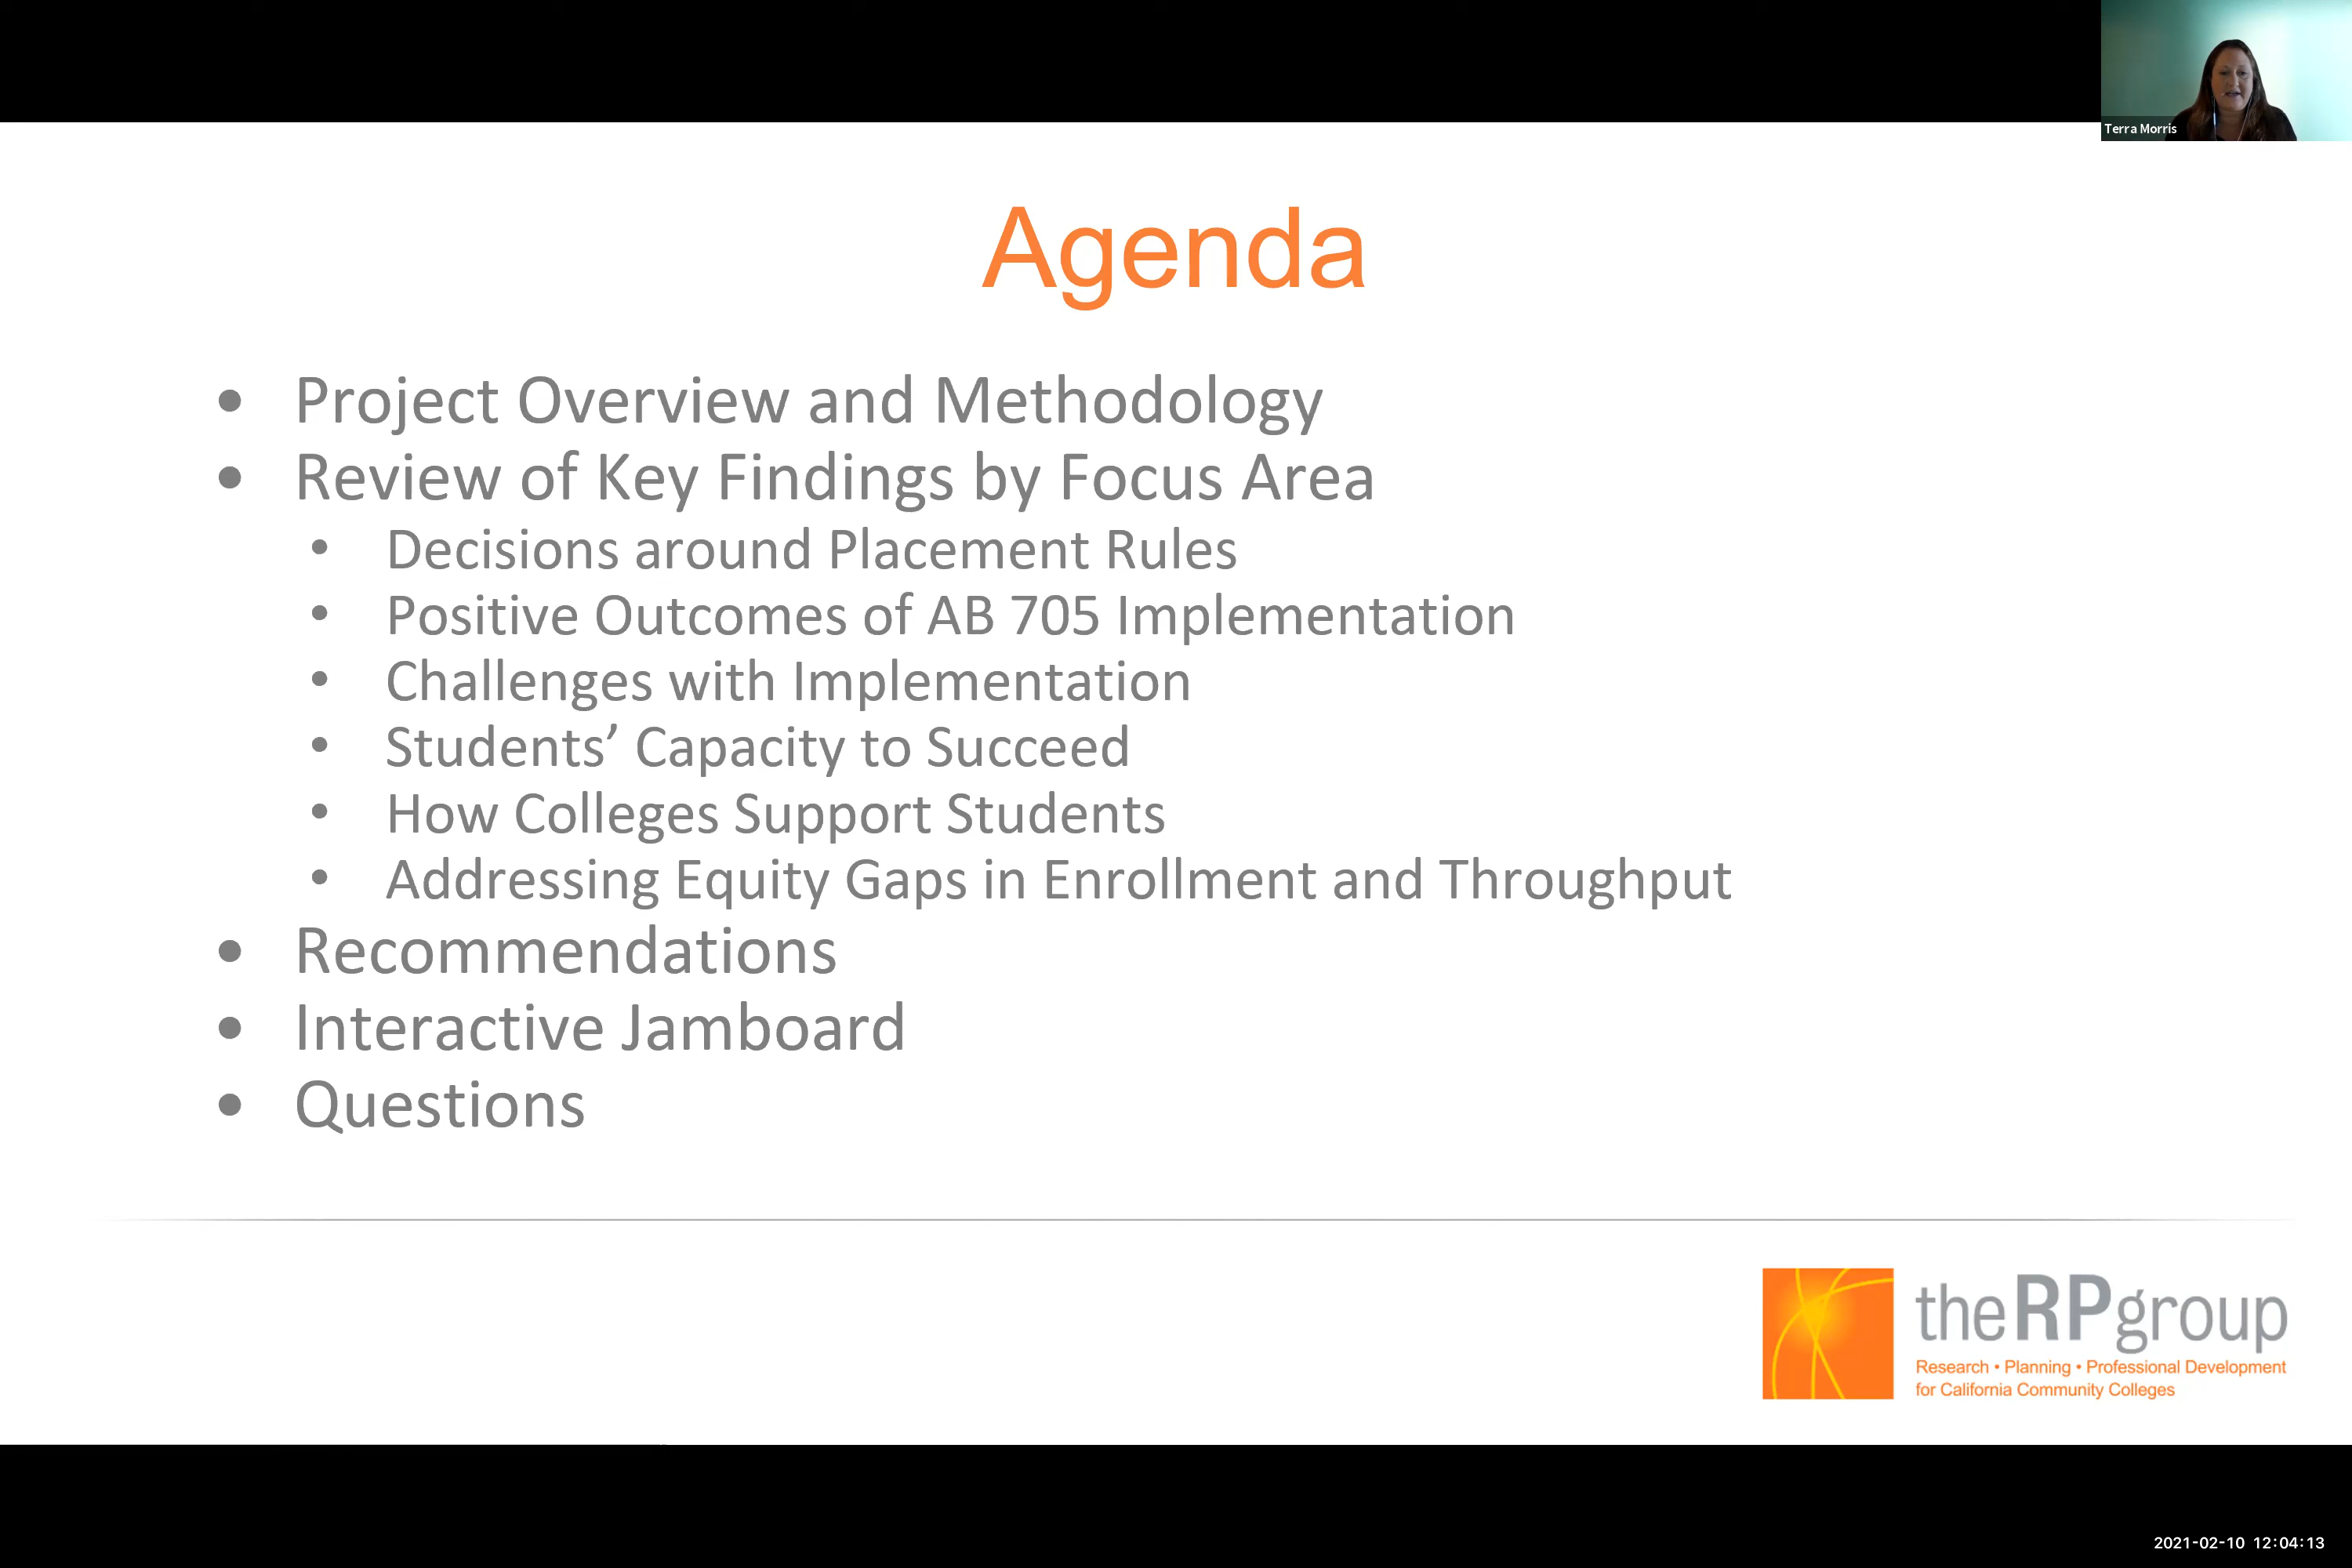 Terra Morris
Agenda
• Project Overview and Methodology
• Review of Key Findings by Focus Area
• Decisions around Placement Rules
• Positive Outcomes of AB 705 Implementation
• Challenges with Implementation
• Students’ Capacity to Succeed
• How Colleges Support Students
• Addressing Equity Gaps in Enrollment and Throughput
• Recommendations
• Interactive Jamboard
• Questions
theRPgroup
Research • Planning • Professional Development
for California Community Colleges
2021-02-10 12:04:13